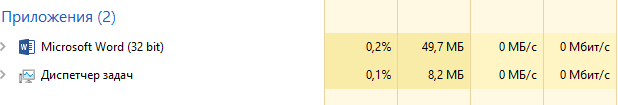 Приложения (2)
Microsoft Word (32 bit) 0,2% 49,7 МБ 0 МБ/с 0 Мбит/с
Диспетчер задач 0,1% 8,2 МБ 0 МБ/с 0 Мбит/с